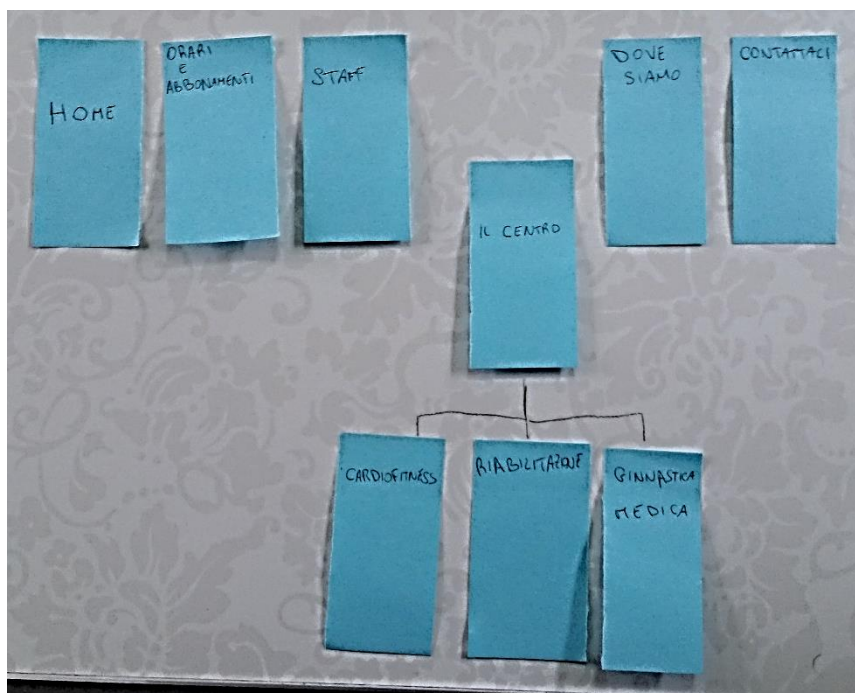 HOME
ORARI
E
ABBONAMENTI
STAFF
DOVE
SIAMO
CONTATTACI
IL CENTRO
CARDIOFITNESS
RIABILITAZIONE
GINNASTICA
MEDICA